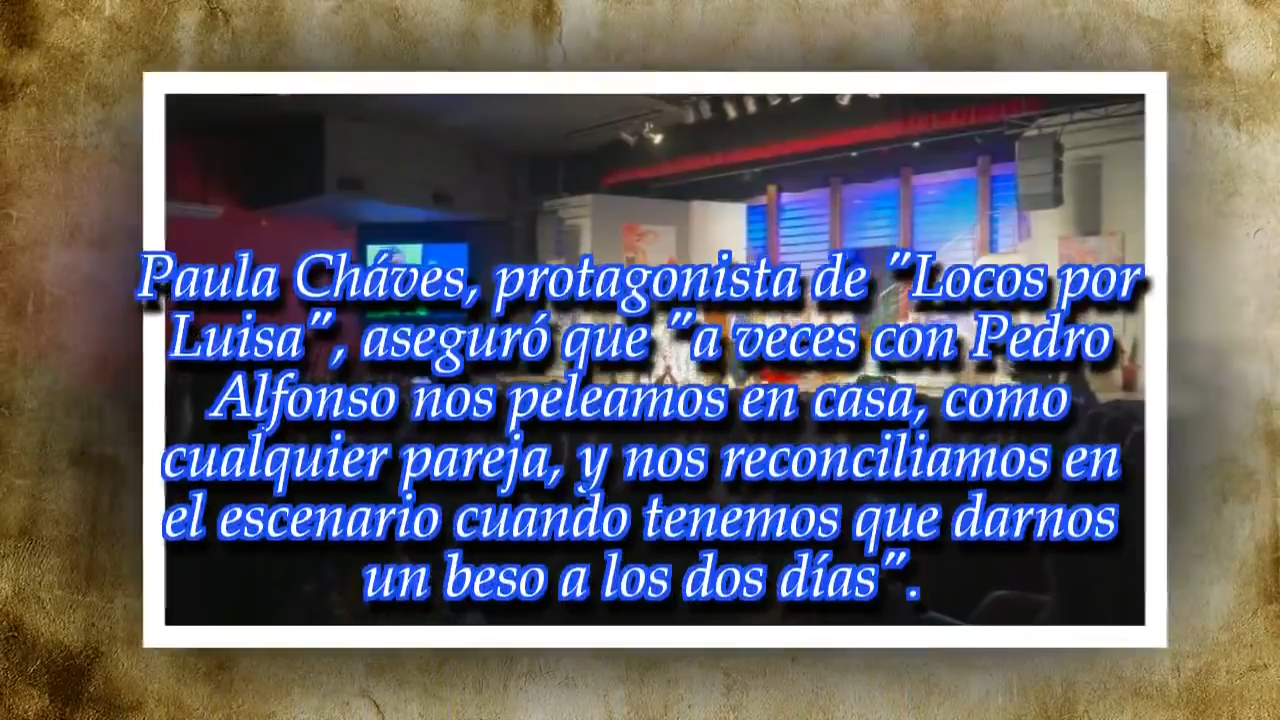 Paula Cháves, protagonista de "Locos por
Luisa", aseguró que "a veces con Pedro
Alfonso nos peleamos en casa, como
cualquier pareja, y nos reconciliamos en
el escenario cuando tenemos que darnos
un beso a los dos días".